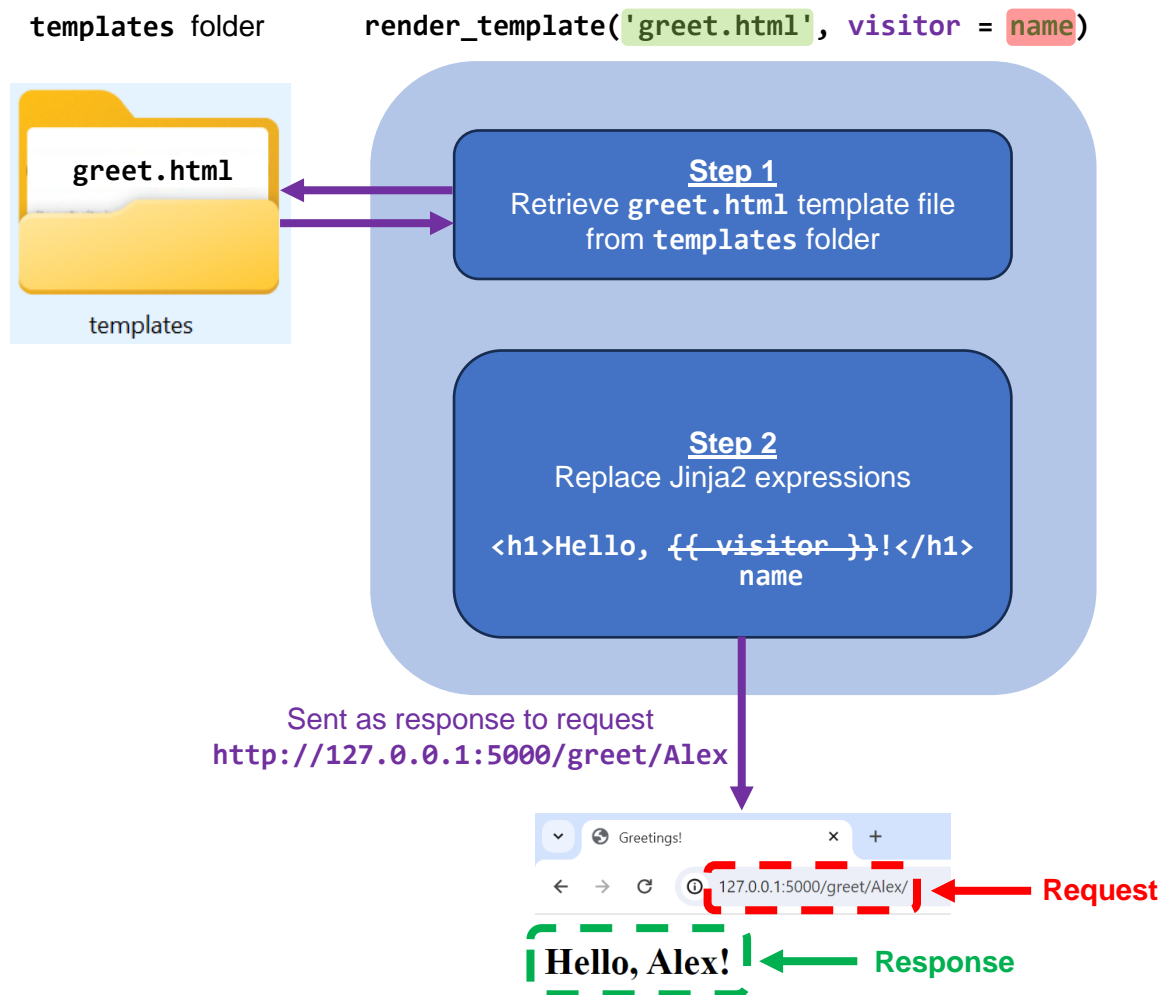 templates folder
render_template('greet.html', visitor = name)
greet.html
templates
Step 1
Retrieve greet.html template file
from templates folder
Step 2
Replace Jinja2 expressions
<h1>Hello, {{ visitor }}!</h1>
name
Sent as response to request
http://127.0.0.1:5000/greet/Alex
Greetings!
127.0.0.1:5000/greet/Alex/
Request
Hello, Alex!
Response